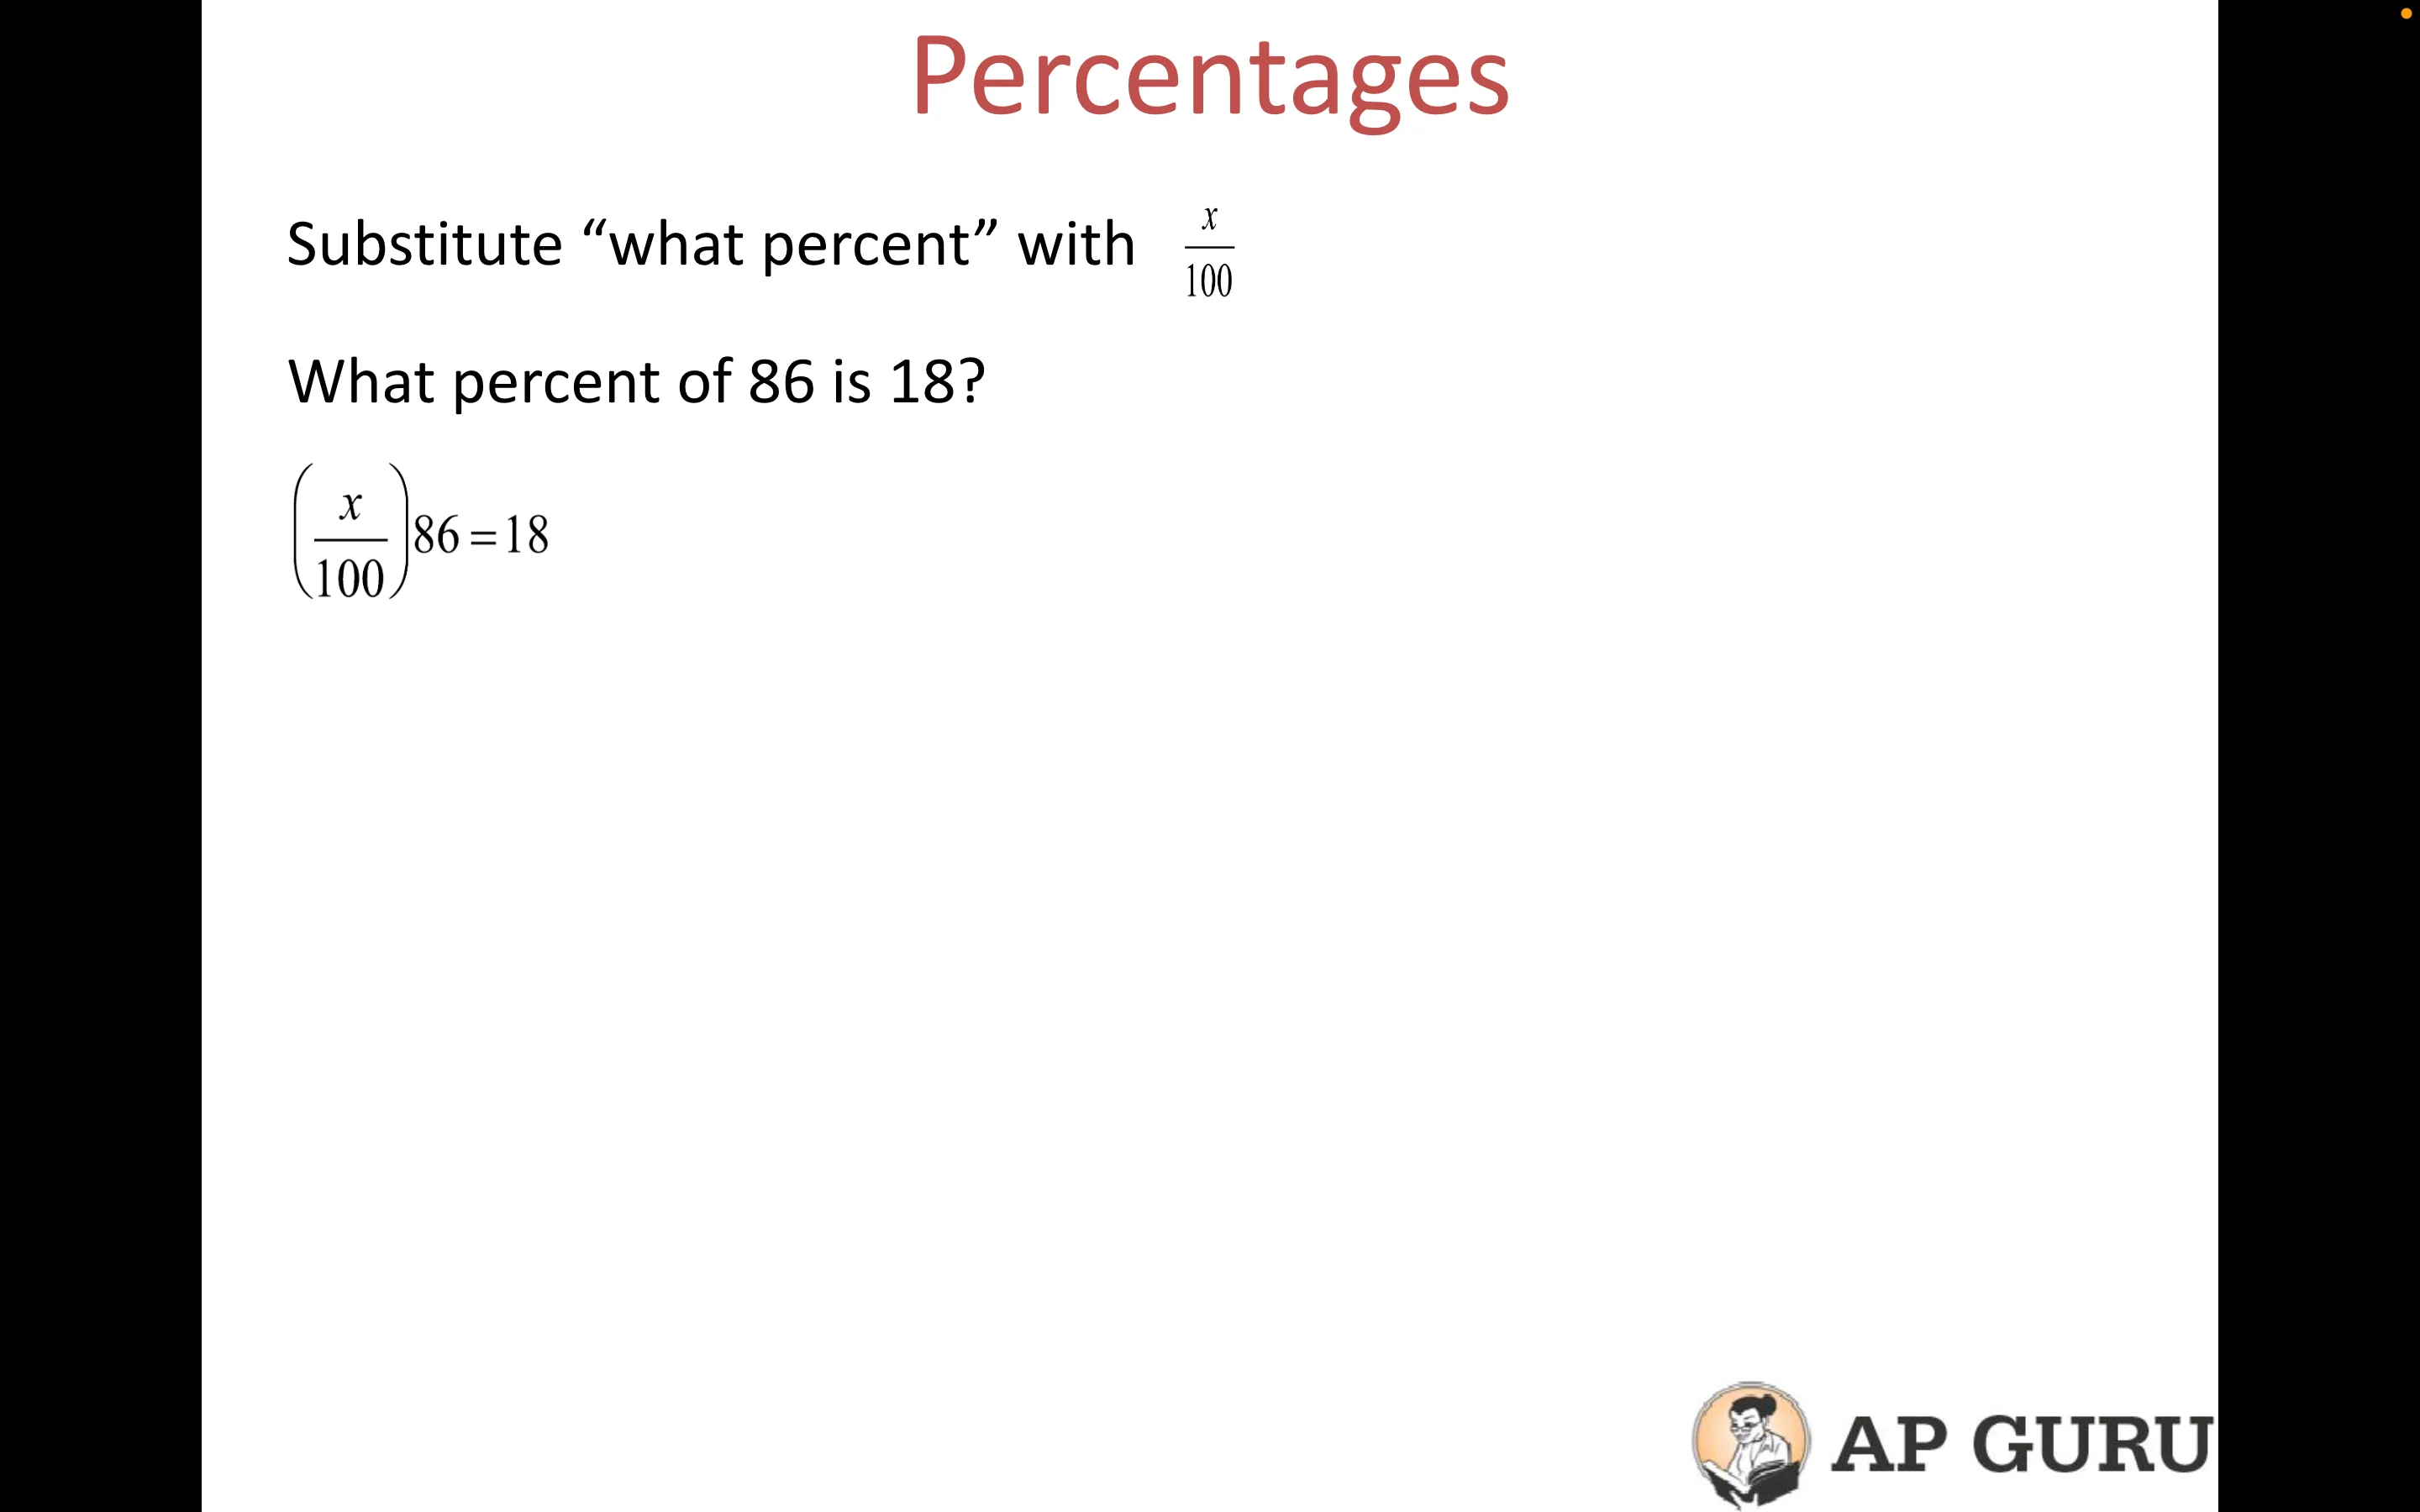 Percentages
Substitute “what percent” with x/100
What percent of 86 is 18?
(x/100)86=18
AP GURU